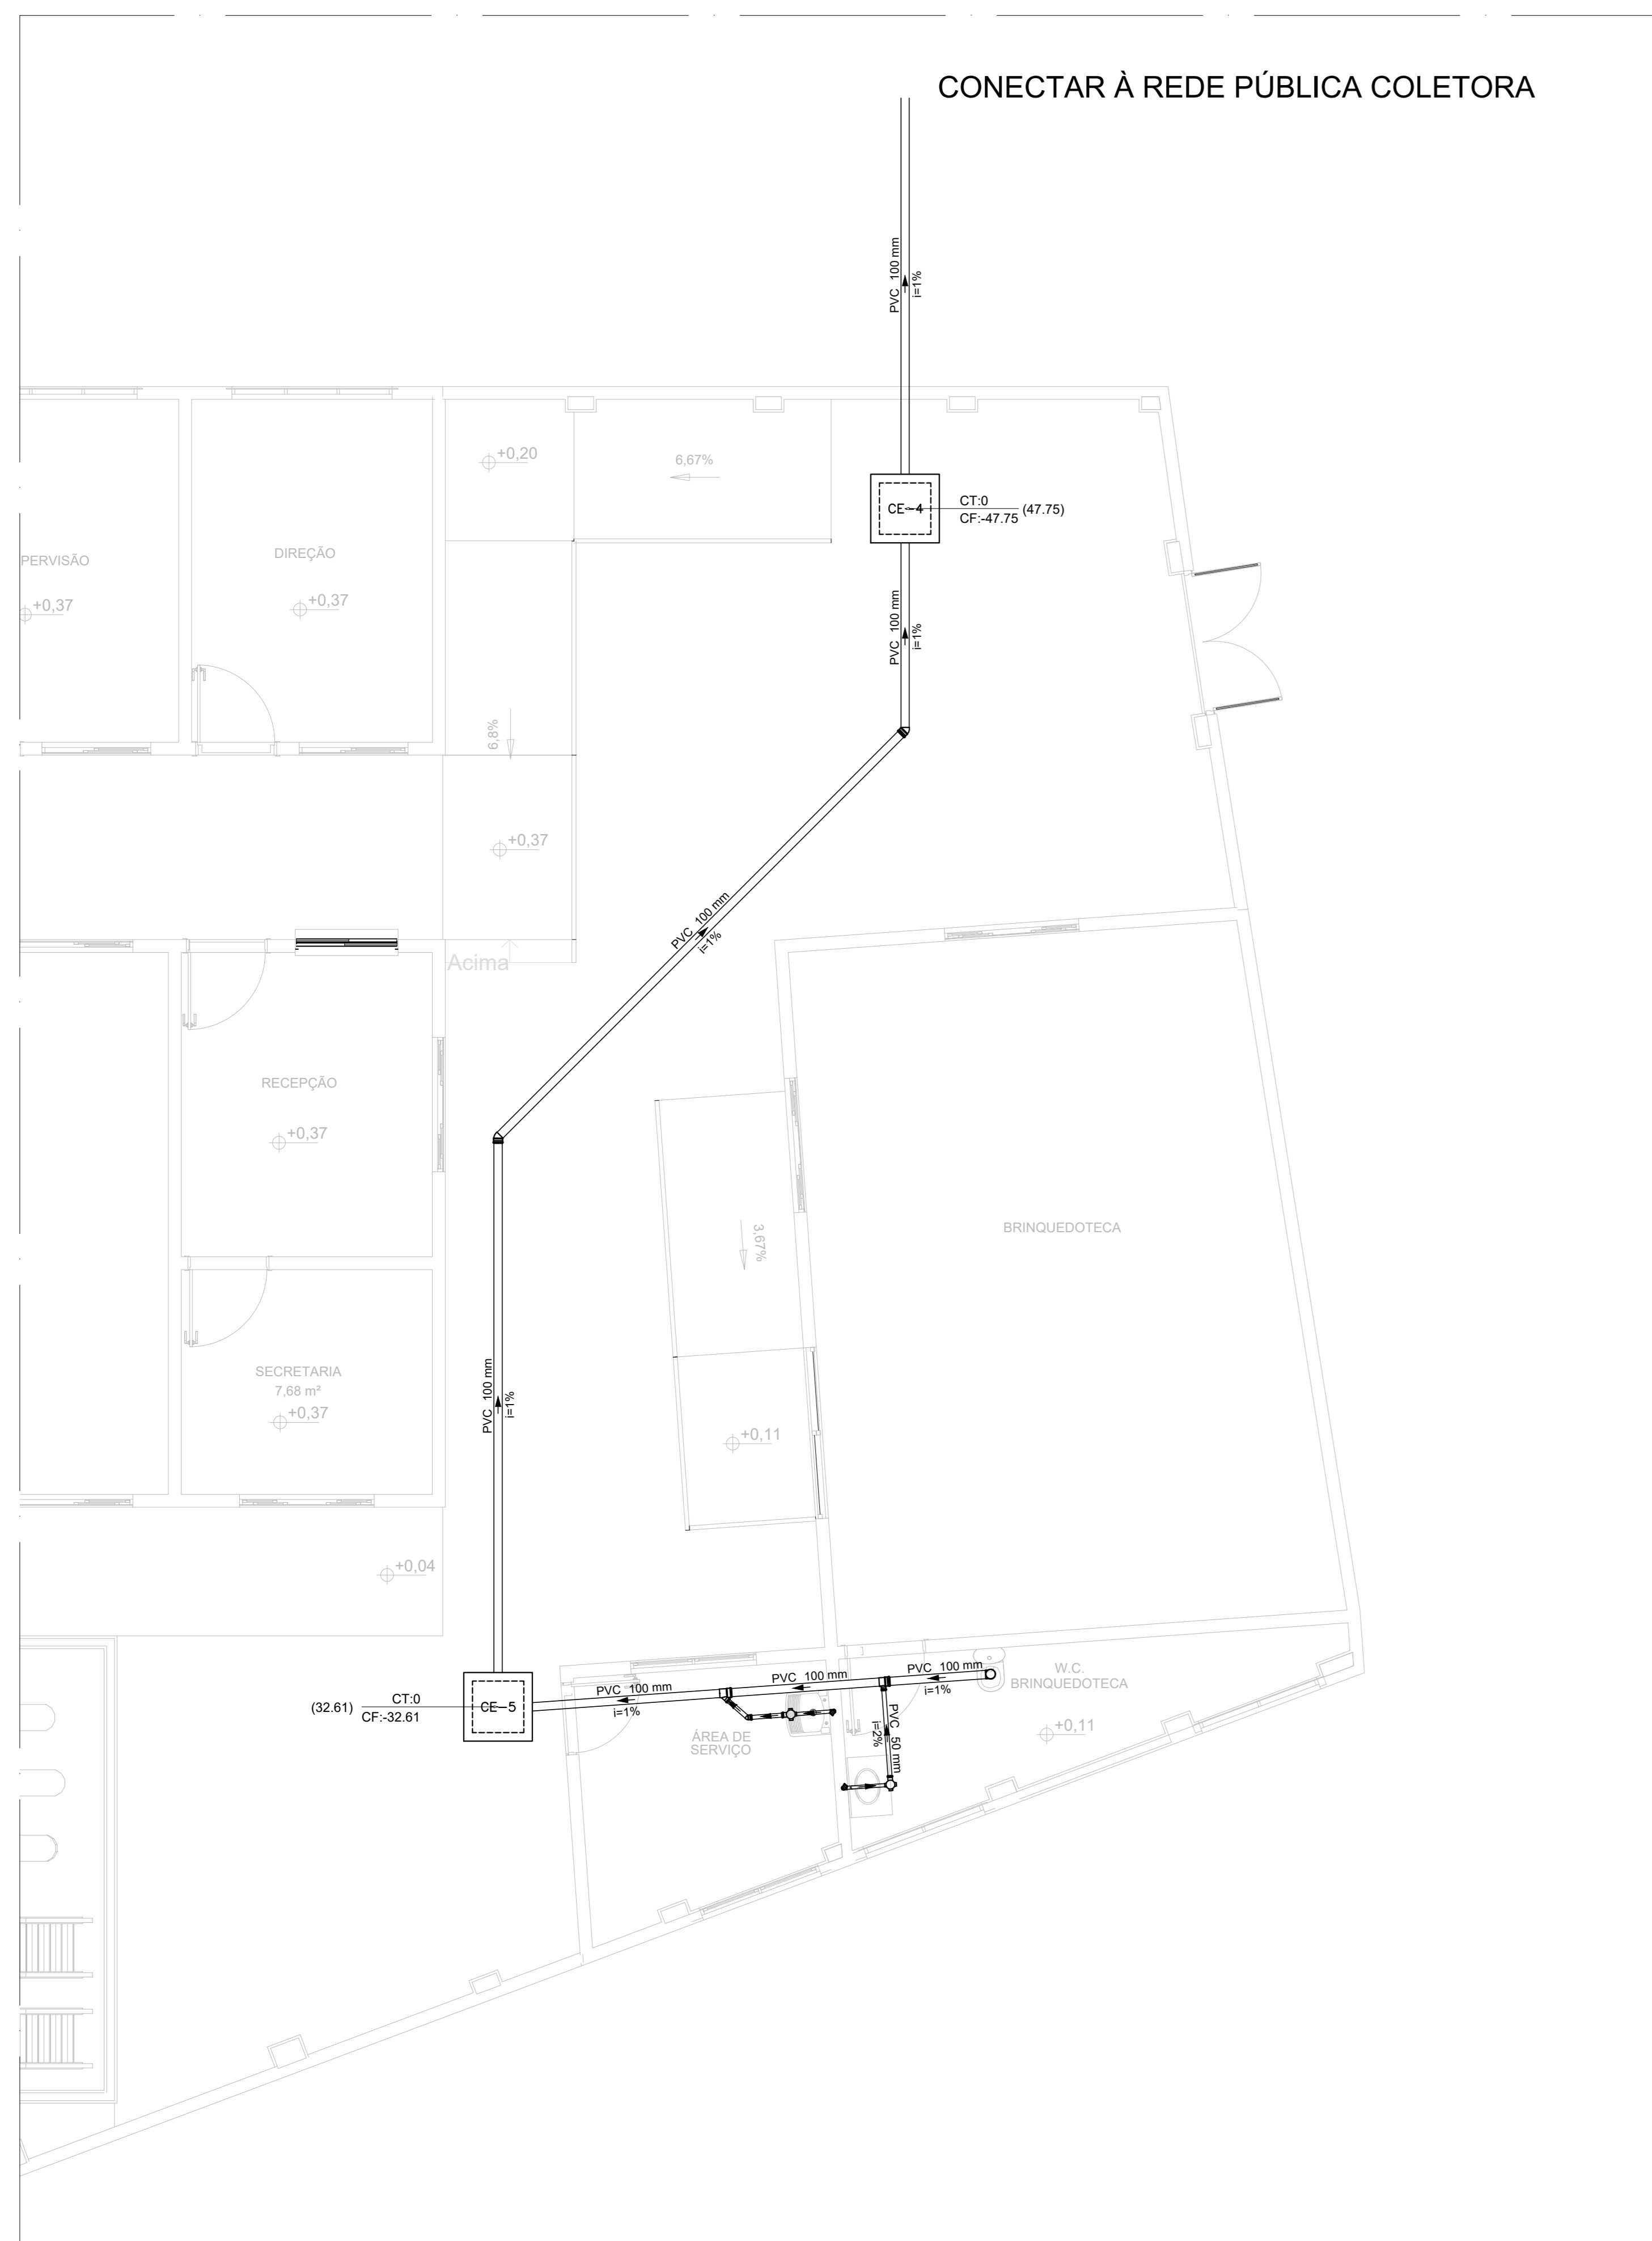 CONECTAR À REDE PÚBLICA COLETORA
PVC 100 mm
i=1%
+0,20
6,67%
CE-4
CT:0
CF:-47.75
(47.75)
PERVISÃO
+0,37
DIREÇÃO
+0,37
PVC 100 mm
i=1%
6,8%
+0,37
PVC 100 mm
i=1%
Acima
RECEPÇÃO
+0,37
3,67%
BRINQUEDOTECA
SECRETARIA
7,68 m²
+0,37
PVC 100 mm
i=1%
+0,11
+0,04
(32.61)
CT:0
CF:-32.61
CE-5
PVC 100 mm
i=1%
PVC 100 mm
PVC 100 mm
i=1%
W.C.
BRINQUEDOTECA
+0,11
PVC 50 mm
i=2%
ÁREA DE
SERVIÇO